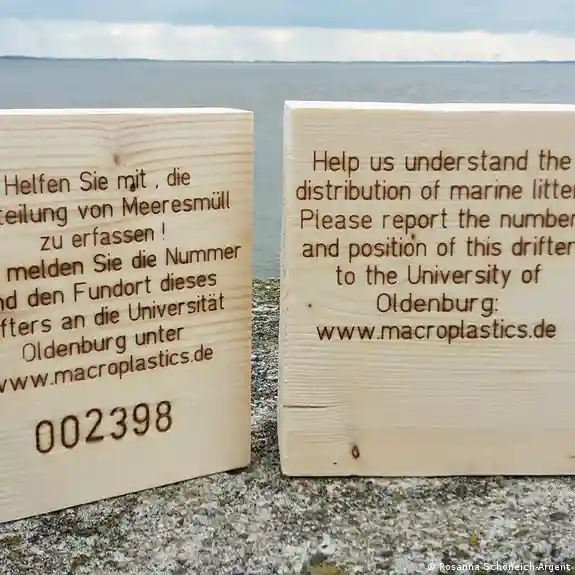 Helfen Sie mit , die
teilung von Meeresmüll
zu erfassen !
melden Sie die Nummer
nd den Fundort dieses
fters an die Universität
Oldenburg unter
www.macroplastics.de
002398
Help us understand the
distribution of marine litter
Please report the number
and position of this drifter
to the University of
Oldenburg:
www.macroplastics.de
© Rosanna Schöneich-Argent